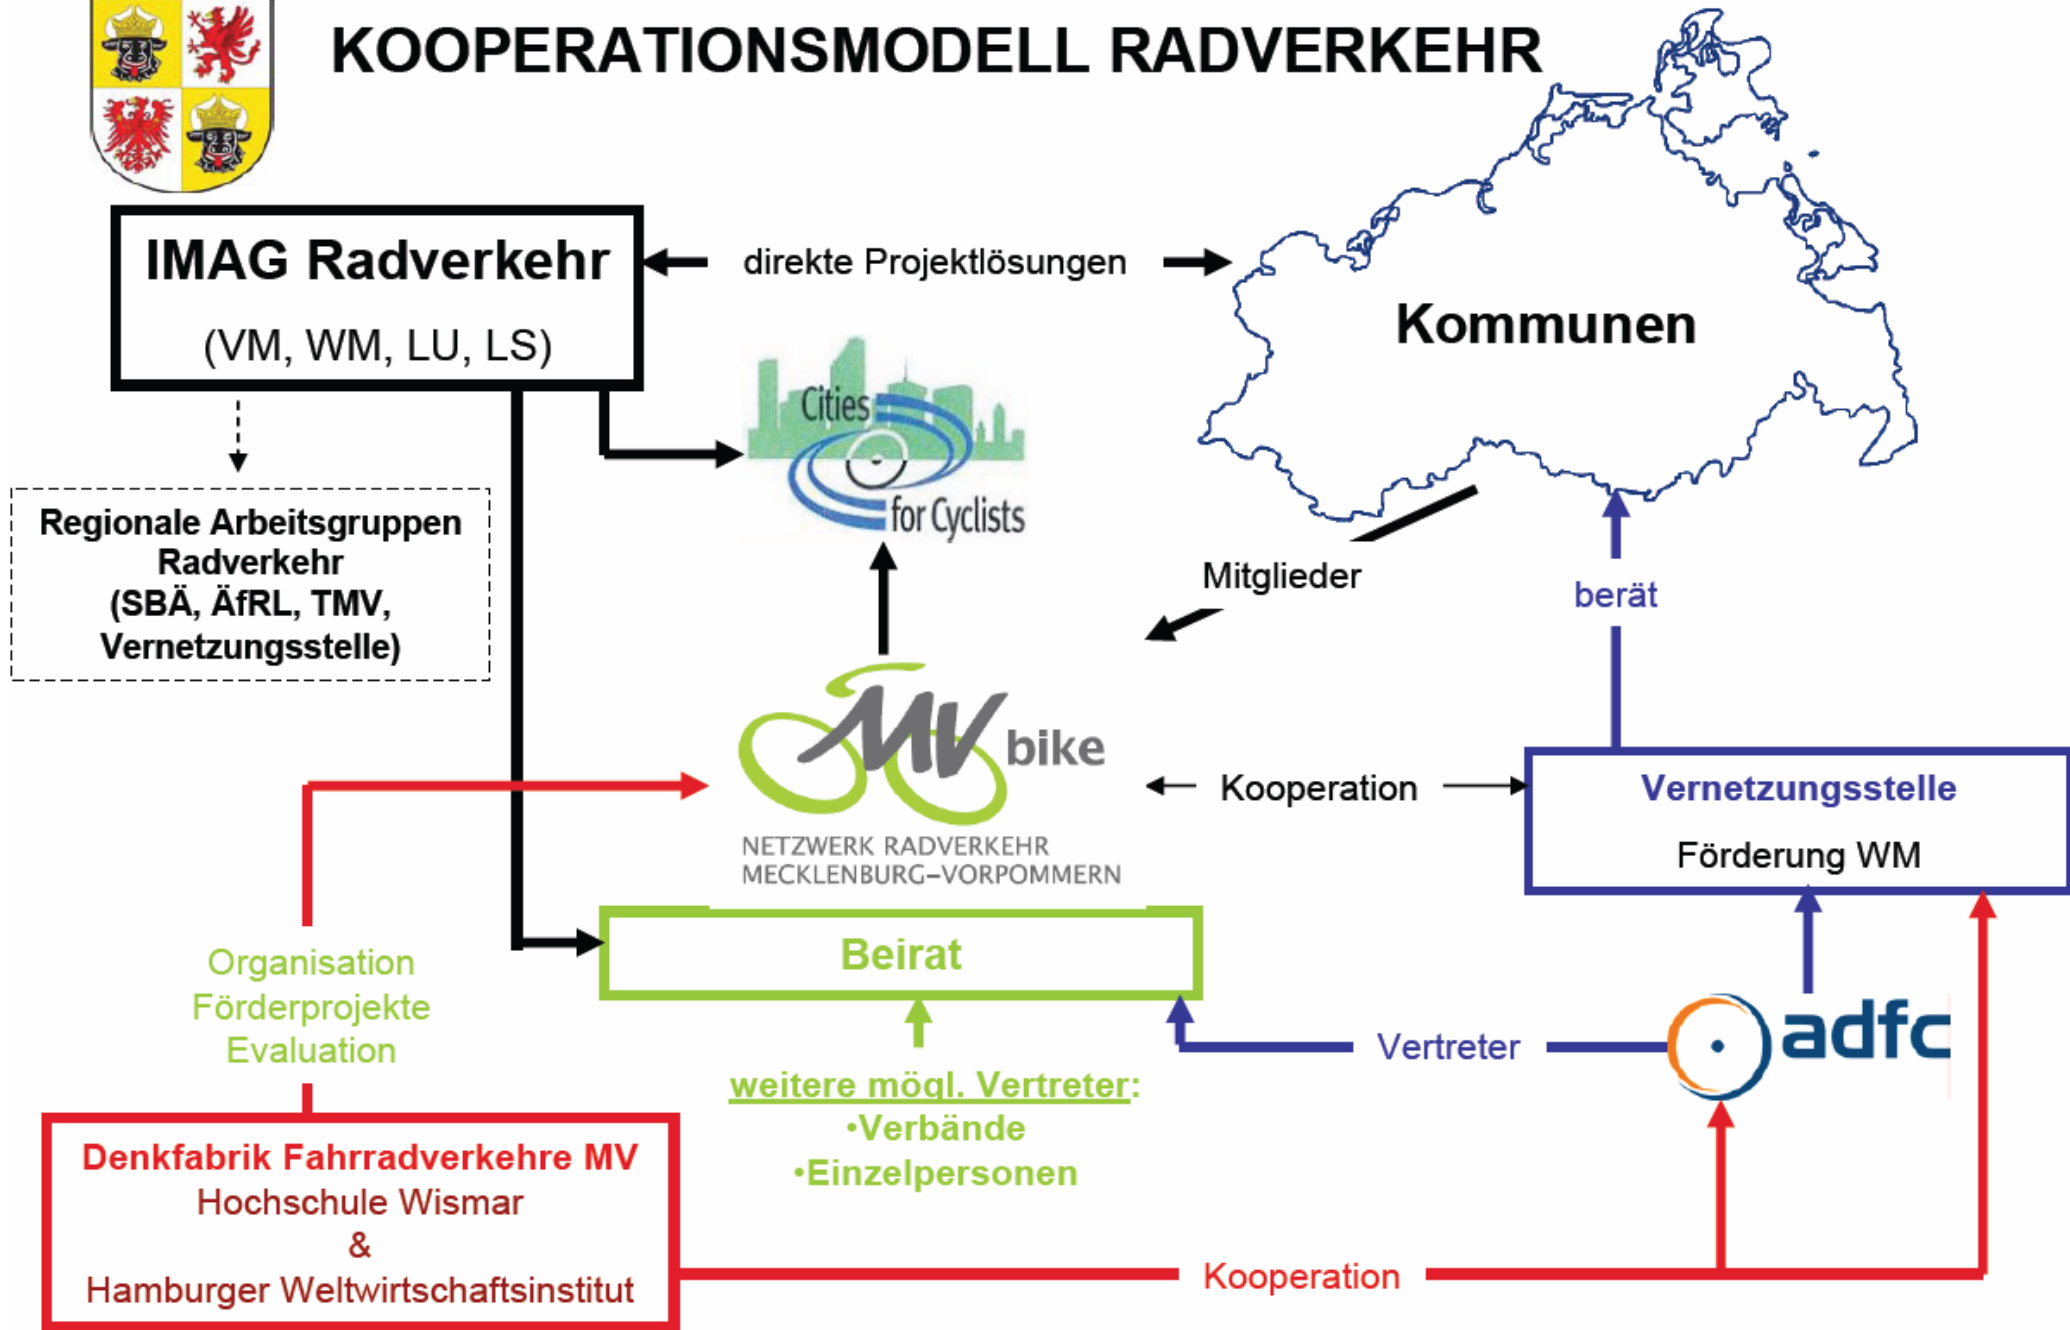 KOOPERATIONSMODELL RADVERKEHR
IMAG Radverkehr
(VM, WM, LU, LS)
direkte Projektlösungen
Kommunen
Cities
for Cyclists
Regionale Arbeitsgruppen
Radverkehr
(SBÄ, ÄfRL, TMV,
Vernetzungsstelle)
Mitglieder
berät
MV bike
NETZWERK RADVERKEHR
MECKLENBURG–VORPOMMERN
Kooperation
Vernetzungsstelle
Förderung WM
Beirat
Organisation
Förderprojekte
Evaluation
Vertreter
adfc
weitere mögl. Vertreter:
•Verbände
•Einzelpersonen
Denkfabrik Fahrradverkehre MV
Hochschule Wismar
&
Hamburger Weltwirtschaftsinstitut
Kooperation